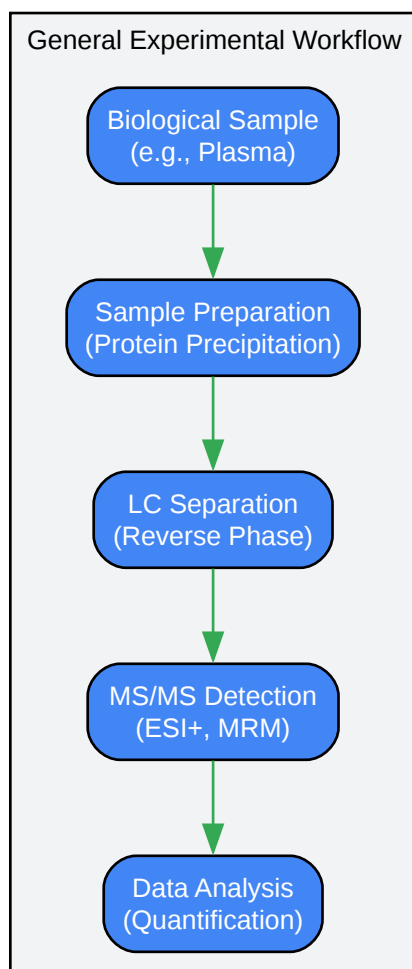 General Experimental Workflow
Biological Sample
(e.g., Plasma)
Sample Preparation
(Protein Precipitation)
LC Separation
(Reverse Phase)
MS/MS Detection
(ESI+, MRM)
Data Analysis
(Quantification)